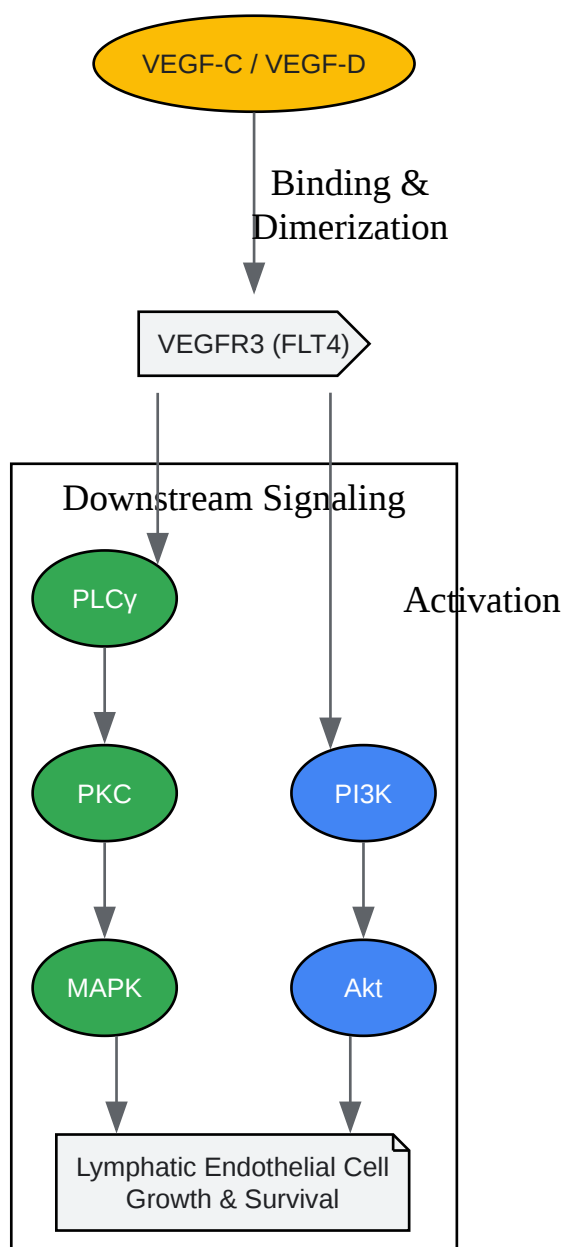 VEGF-C / VEGF-D
Binding &
Dimerization
VEGFR3 (FLT4)
Downstream Signaling
PLCγ
Activation
PKC
PI3K
MAPK
Akt
Lymphatic Endothelial Cell
Growth & Survival